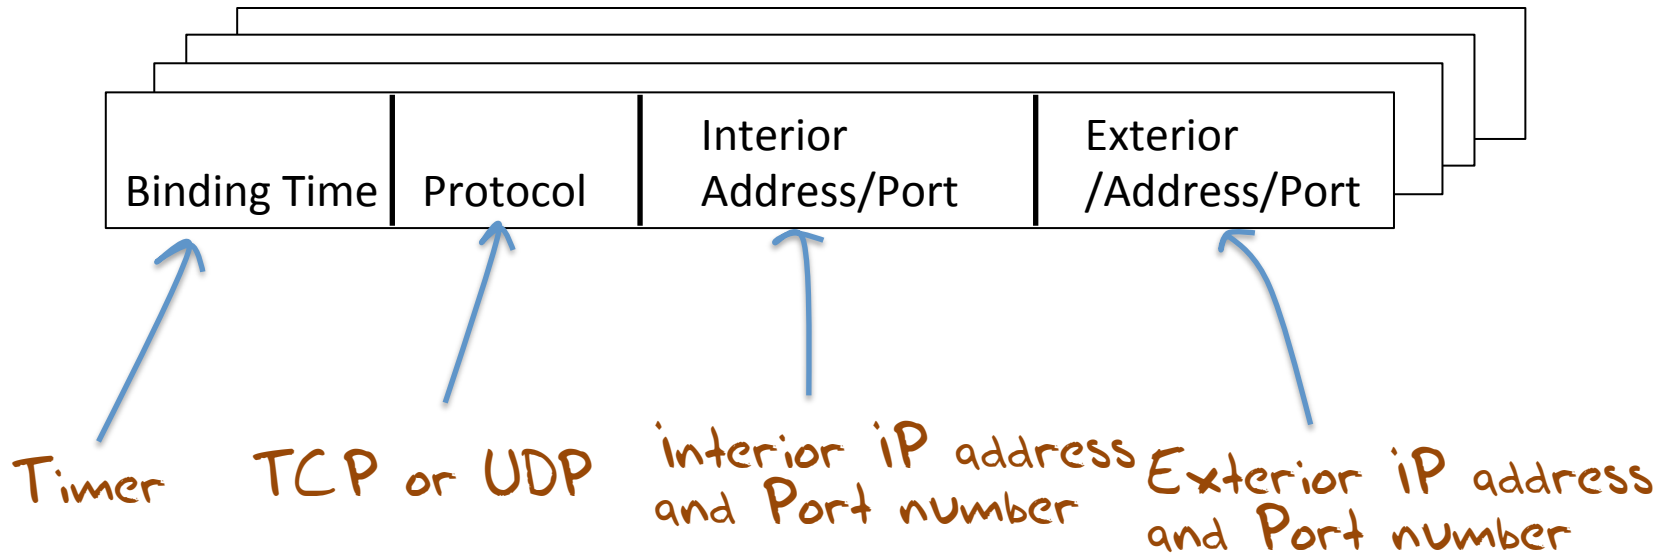 Interior
Exterior
Binding Time
Protocol
Address/Port
/Address/Port
Timer
TCP or UDP
interior iP address
and Port number
Exterior iP address
and Port number